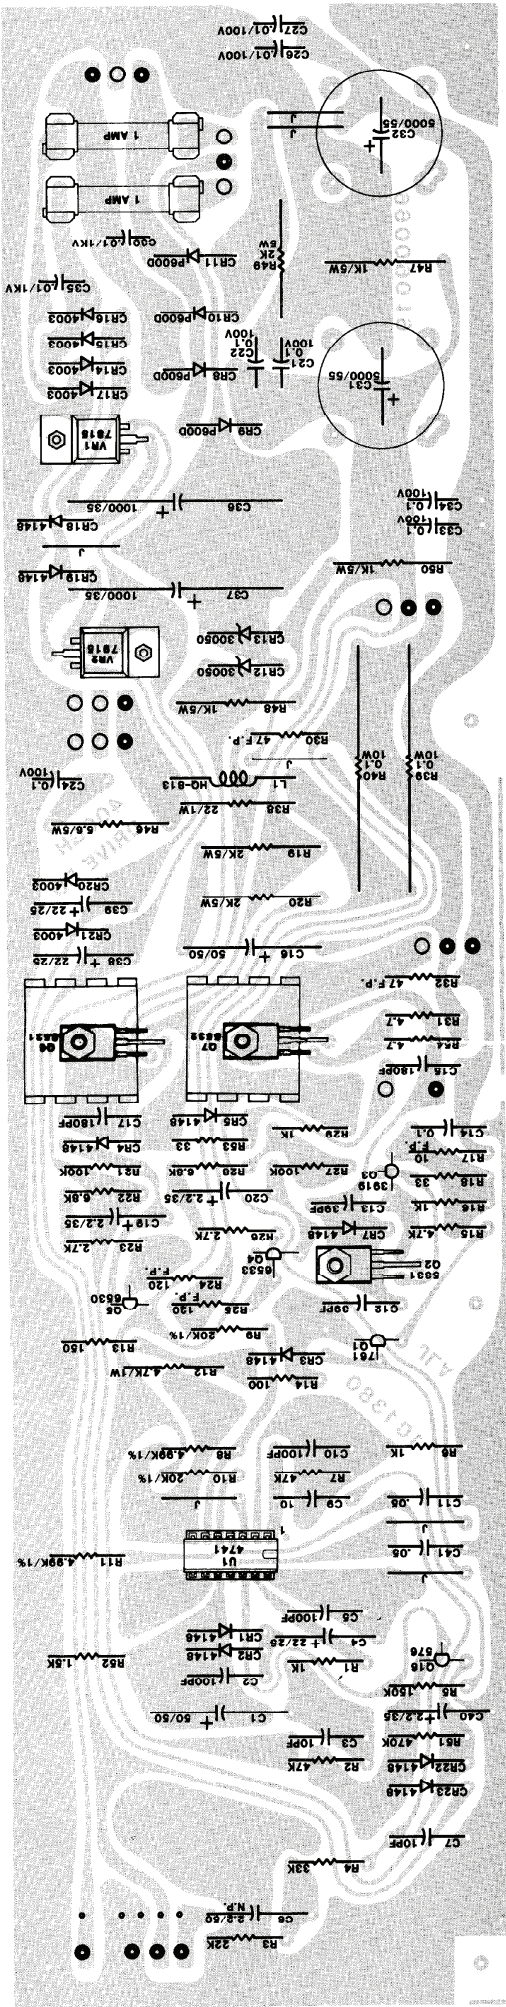 C27 .01/100V
C26 .01/100V
1 AMP
J
J
C32 5000/55
1 AMP
.01/1KV
CR11 P600D
R49
2K
5W
R47 1K/5W
C35 .01/1KV
CR16 4003
CR10 P600D
CR15 4003
C22
0.1
100V
C21
0.1
100V
CR14 4003
CR8 P600D
C31 5000/55
CR17 4003
VR1
7815
CR9 P600D
C36 1000/35
C34 0.1
100V
C33 0.1
100V
CR18 4148
J
CR19 4148
R50 1K/5W
C37 1000/35
CR13 30050
VR2
7915
CR12 30050
R48 1K/5W
R30 47 F.P.
J
R40
0.1
10W
R39
0.1
10W
C24 0.1
100V
L1 HQ-813
R38 22/1W
R46 5.6/5W
R19 2K/5W
CR20 4003
R20 2K/5W
C39 22/25
CR21 4003
C38 22/25
C16 50/50
R32 47 F.P.
R31 4.7
Q6
Q7
R54 4.7
C15 180PF
C17 180PF
CR5 4148
R29 1K
C14 0.1
CR4 4148
R53 33
R17 10
F.P.
R21 100K
R28 6.8K
R27 100K
Q3
3919
R18 33
R22 6.8K
C20 2.2/35
C13 39PF
R16 1K
C19 2.2/35
R26 2.7K
CR7 4148
R15 4.7K
R23 2.7K
Q4
6533
Q2
5331
R24 120
F.P.
Q5
6530
R25 120
F.P.
C12 39PF
R13 150
R9 20K/1%
Q1
R12 4.7K/1W
CR3 4148
R14 100
R8 4.99K/1%
C10 100PF
R6 1K
R10 20K/1%
R7 47K
J
C9 10
C11 .05
1
J
R11 4.99K/1%
U1
4741
C41 .05
J
C5 100PF
CR1 4148
C4 22/25
R52 1.5K
CR2 4148
R1 1K
Q16
576
C2 100PF
R5 150K
C1 50/50
C40 2.2/35
C3 10PF
R51 470K
R2 47K
CR22 4148
CR23 4148
C7 10PF
R4 33K
C6 2.2/50
N.P.
R3 22K